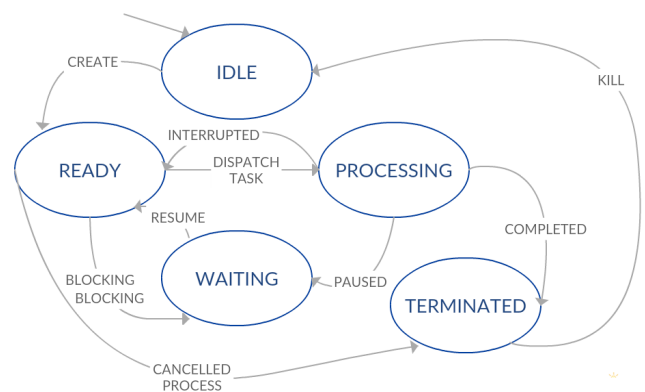 IDLE
CREATE
KILL
INTERRUPTED
DISPATCH
TASK
READY
PROCESSING
RESUME
COMPLETED
BLOCKING
BLOCKING
WAITING
PAUSED
TERMINATED
CANCELLED
PROCESS